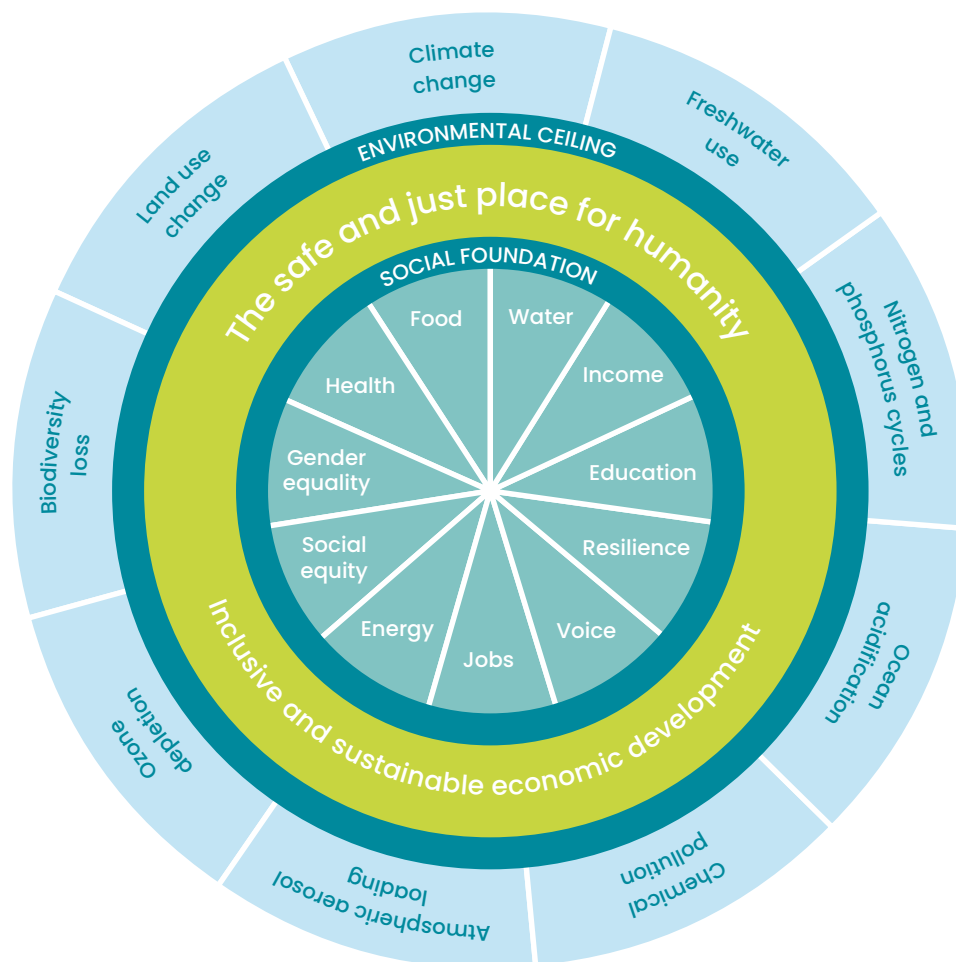 Climate
change
Freshwater
use
Nitrogen and
phosphorus cycles
Ocean
acidification
Chemical
pollution
Atmospheric aerosol
loading
Ozone
depletion
Biodiversity
loss
Land use
change
ENVIRONMENTAL CEILING
The safe and just place for humanity
SOCIAL FOUNDATION
Water
Income
Education
Resilience
Voice
Jobs
Energy
Social
equity
Gender
equality
Health
Food
Inclusive and sustainable economic development